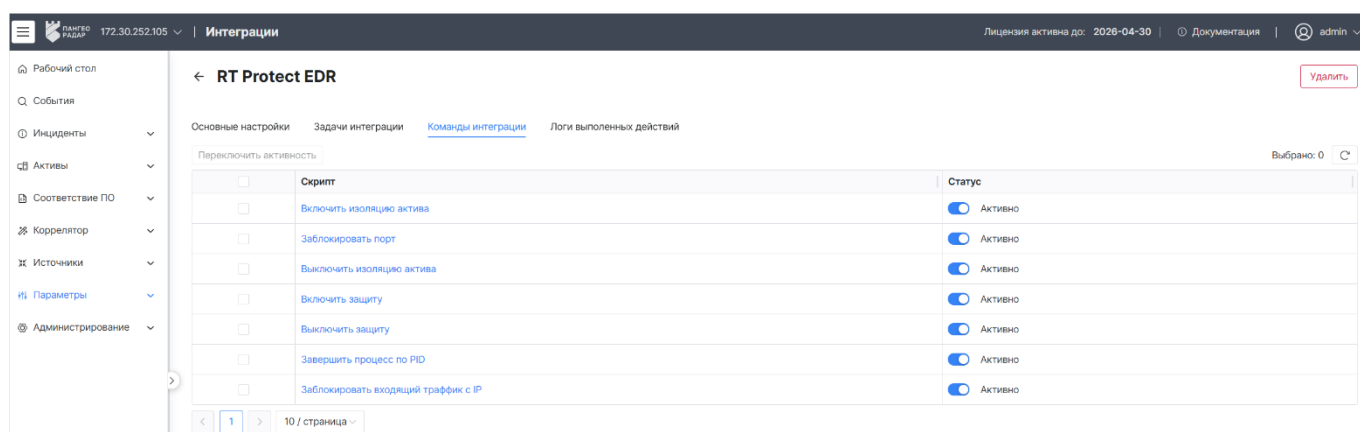 ПАНГЕО РАДАР 172.30.252.105 | Интеграции Лицензия активна до: 2026-04-30 | Документация | admin
Рабочий стол
События
Инциденты
Активы
Соответствие ПО
Коррелятор
Источники
Параметры
Администрирование
← RT Protect EDR Удалить
Основные настройки Задачи интеграции Команды интеграции Логи выполенных действий
Переключить активность Выбрано: 0
Скрипт Статус
Включить изоляцию актива Активно
Заблокировать порт Активно
Выключить изоляцию актива Активно
Включить защиту Активно
Выключить защиту Активно
Завершить процесс по PID Активно
Заблокировать входящий траффик с IP Активно
< 1 > 10 / страница